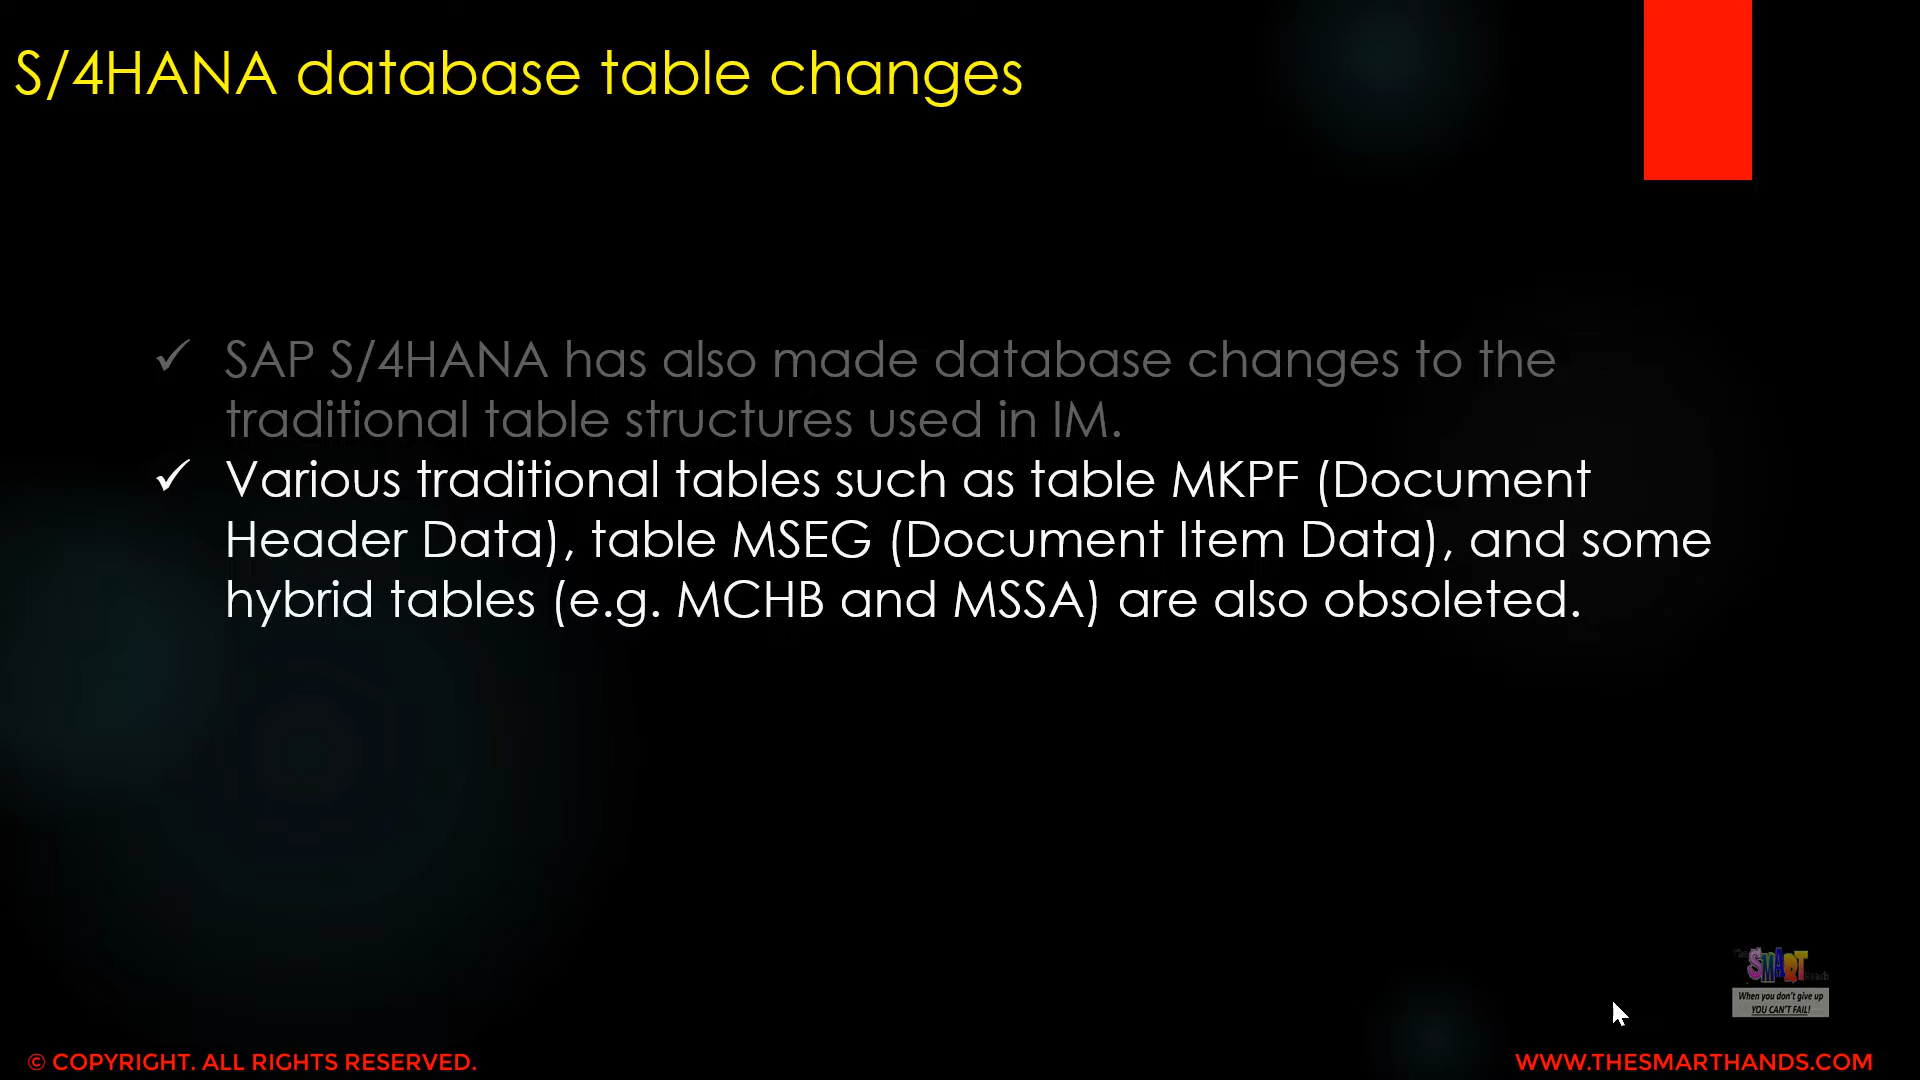 S/4HANA database table changes
✓ SAP S/4HANA has also made database changes to the
traditional table structures used in IM.
✓ Various traditional tables such as table MKPF (Document
Header Data), table MSEG (Document Item Data), and some
hybrid tables (e.g. MCHB and MSSA) are also obsoleted.
SMART
When you don't give up
YOU CAN'T FAIL!
© COPYRIGHT. ALL RIGHTS RESERVED.
WWW.THESMARTHANDS.COM